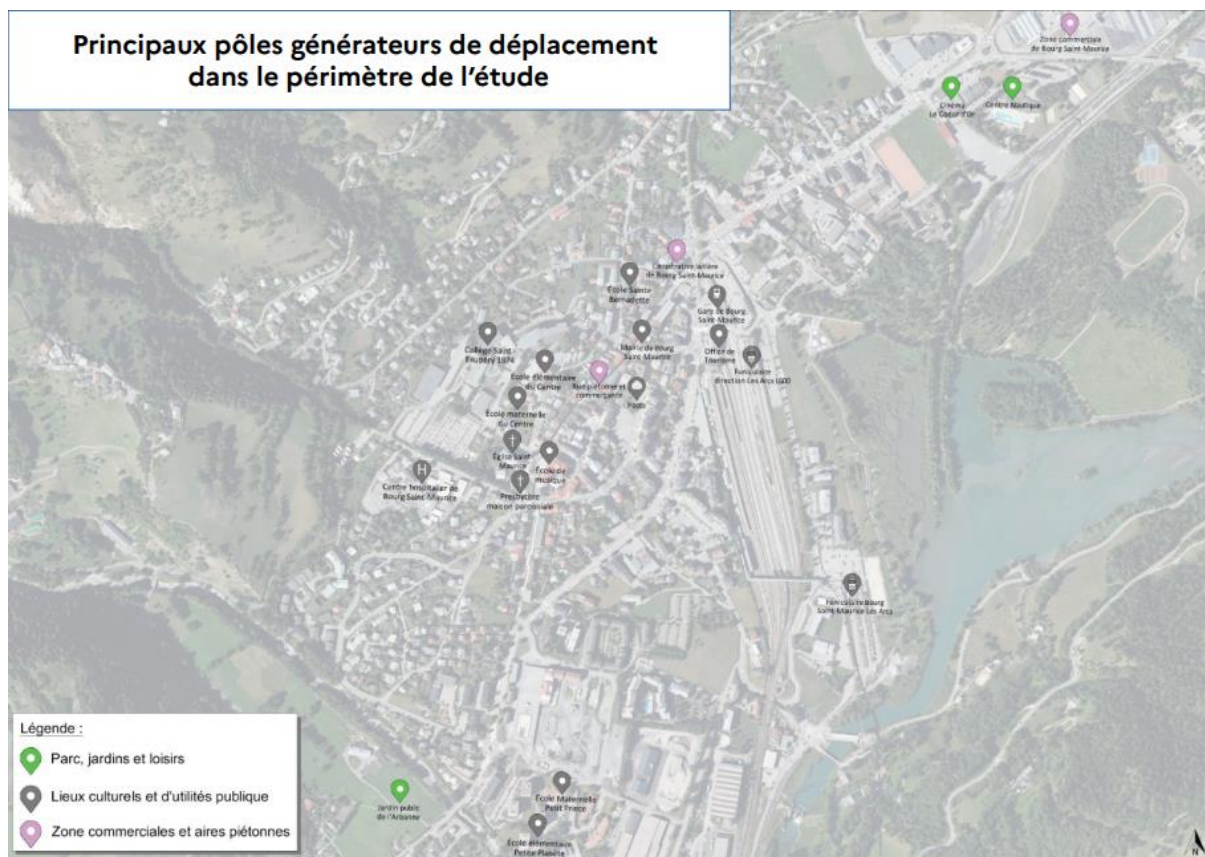 Principaux pôles générateurs de déplacement
dans le périmètre de l'étude
Zone commerciale
de Bourg Saint-Maurice
Cinéma
Le Coeur d'Or
Centre Nautique
Coopérative laitière
de Bourg Saint-Maurice
École Sainte
Bernadette
Gare de Bourg
Saint-Maurice
Collège Saint
Exupéry 1974
Mairie de Bourg
Saint-Maurice
Office de
Tourisme
Funiculaire
direction Les Arcs 1600
École élémentaire
du Centre
Rue piétonne et
commerçante
Poste
École maternelle
du Centre
Église Saint
Maurice
École de
musique
H
Centre hospitalier de
Bourg Saint-Maurice
Presbytère
maison paroissiale
Funiculaire Bourg
Saint-Maurice Les Arcs
Légende :
Parc, jardins et loisirs
Lieux culturels et d'utilités publique
Zone commerciales et aires piétonnes
Jardin public
de l'Arbonne
École Maternelle
Petit Prince
École élémentaire
Petite Planète
N